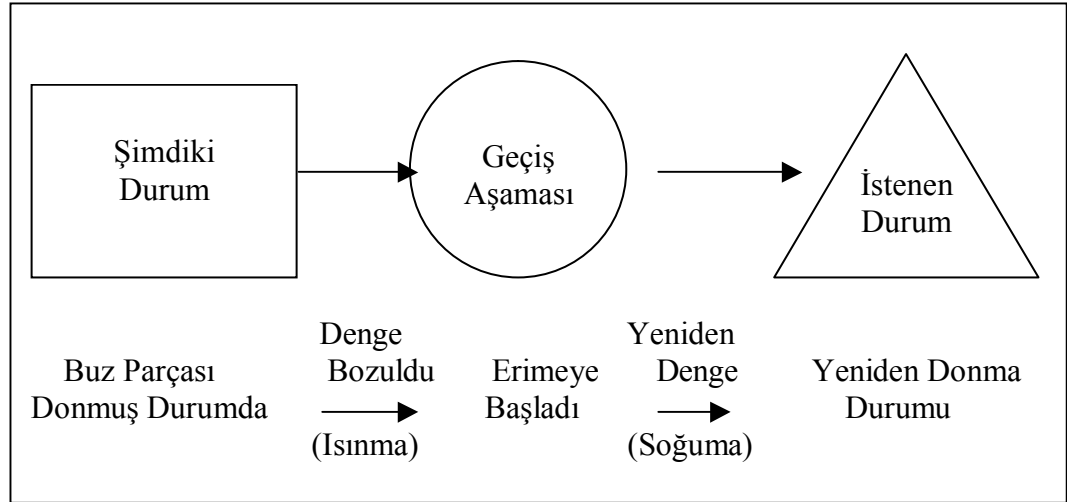 Şimdiki
Durum
Geçiş
Aşaması
İstenen
Durum
Buz Parçası
Donmuş Durumda
Denge
Bozuldu
(Isınma)
Erimeye
Başladı
Yeniden
Denge
(Soğuma)
Yeniden Donma
Durumu